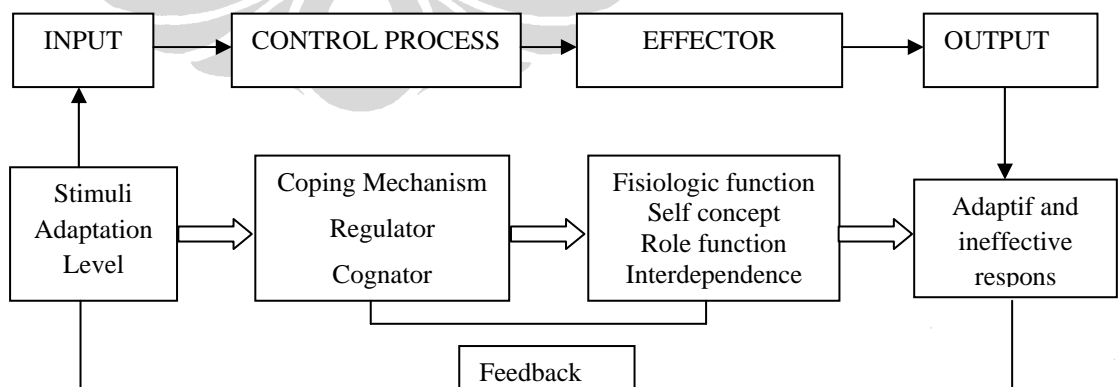 INPUT
CONTROL PROCESS
EFFECTOR
OUTPUT
Stimuli
Adaptation
Level
Coping Mechanism
Regulator
Cognator
Fisiologic function
Self concept
Role function
Interdependence
Adaptif and
ineffective
respons
Feedback